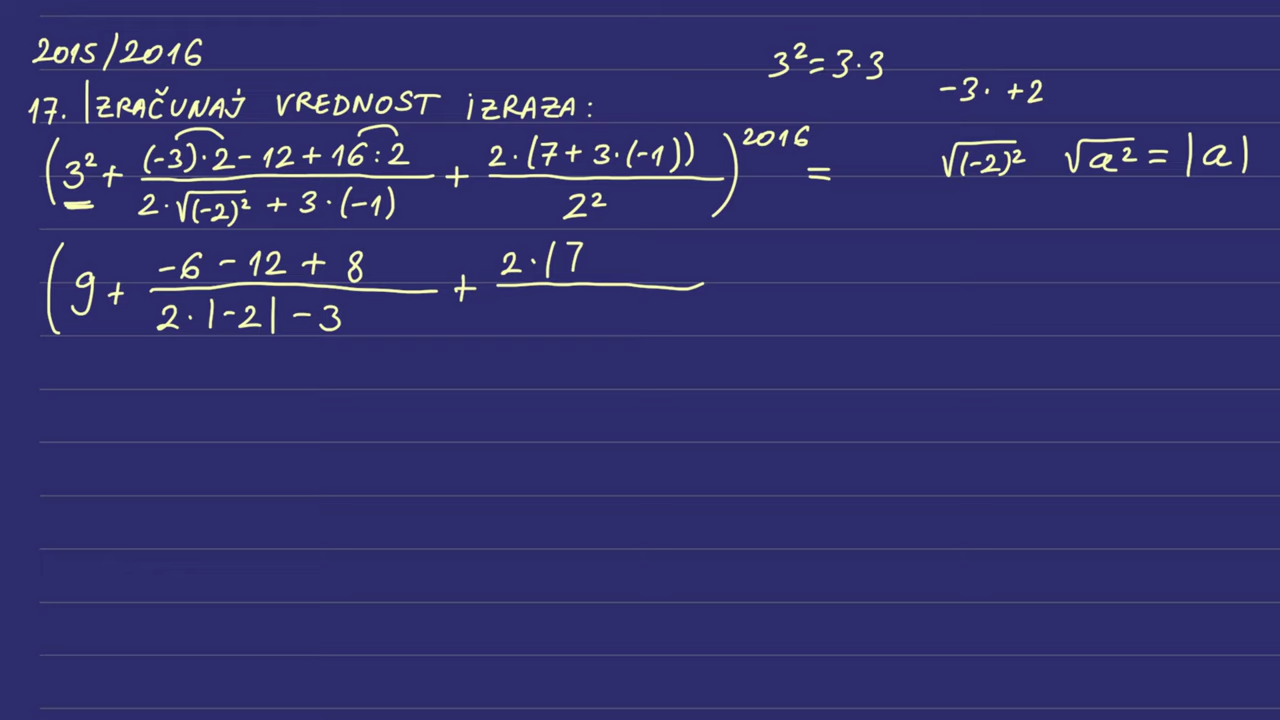 2015/2016
17. IZRAČUNAJ VREDNOST IZRAZA:
3² = 3·3
-3· +2
(3² + ((-3)·2 - 12 + 16:2)/(2·√(-2)² + 3·(-1)) + (2·(7 + 3·(-1)))/2²)²⁰¹⁶ =
√(-2)² √a² = |a|
(9 + (-6 - 12 + 8)/(2·|-2| - 3) + 2·(7